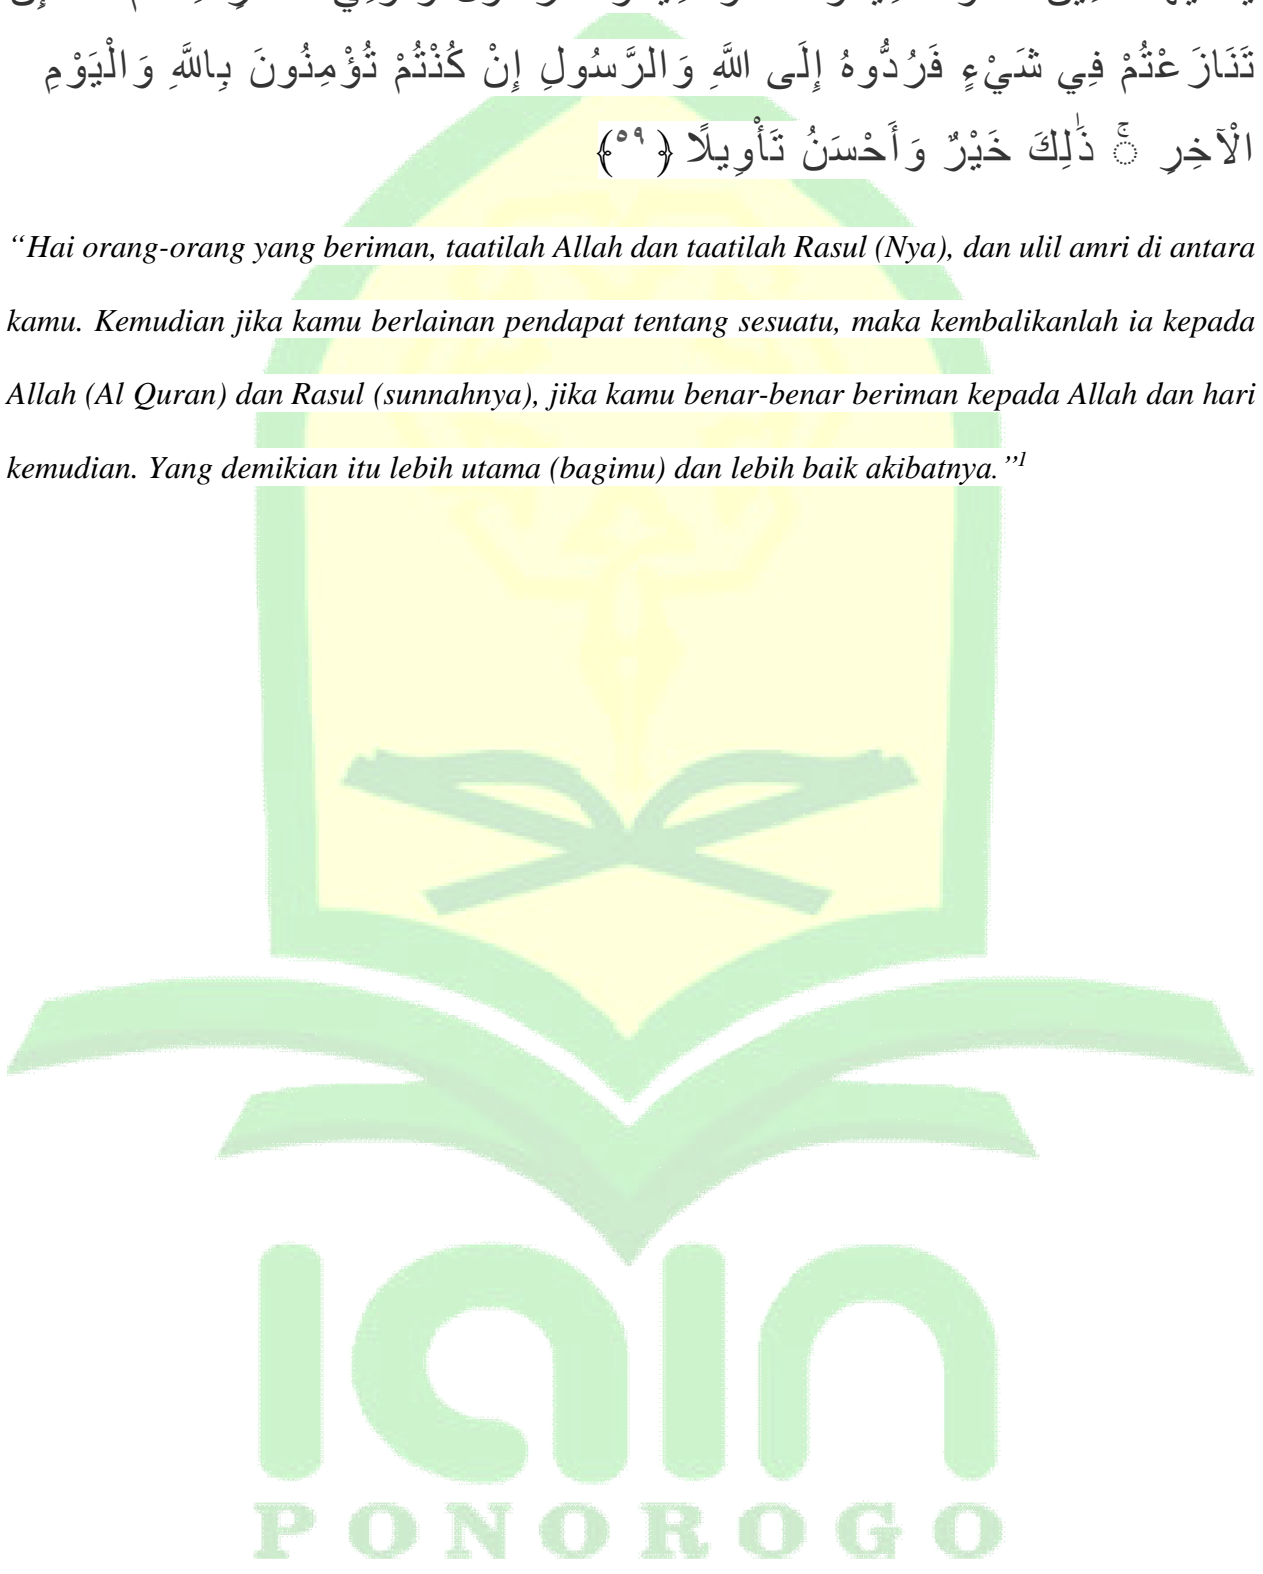 تَنَازَعْتُمْ فِي شَيْءٍ فَرُدُّوهُ إِلَى اللَّهِ وَالرَّسُولِ إِنْ كُنْتُمْ تُؤْمِنُونَ بِاللَّهِ وَالْيَوْمِ
الْآخِرِ ۚ ذَٰلِكَ خَيْرٌ وَأَحْسَنُ تَأْوِيلًا ﴿٥٩﴾
“Hai orang-orang yang beriman, taatilah Allah dan taatilah Rasul (Nya), dan ulil amri di antara
kamu. Kemudian jika kamu berlainan pendapat tentang sesuatu, maka kembalikanlah ia kepada
Allah (Al Quran) dan Rasul (sunnahnya), jika kamu benar-benar beriman kepada Allah dan hari
kemudian. Yang demikian itu lebih utama (bagimu) dan lebih baik akibatnya.”1
iain
PONOROGO